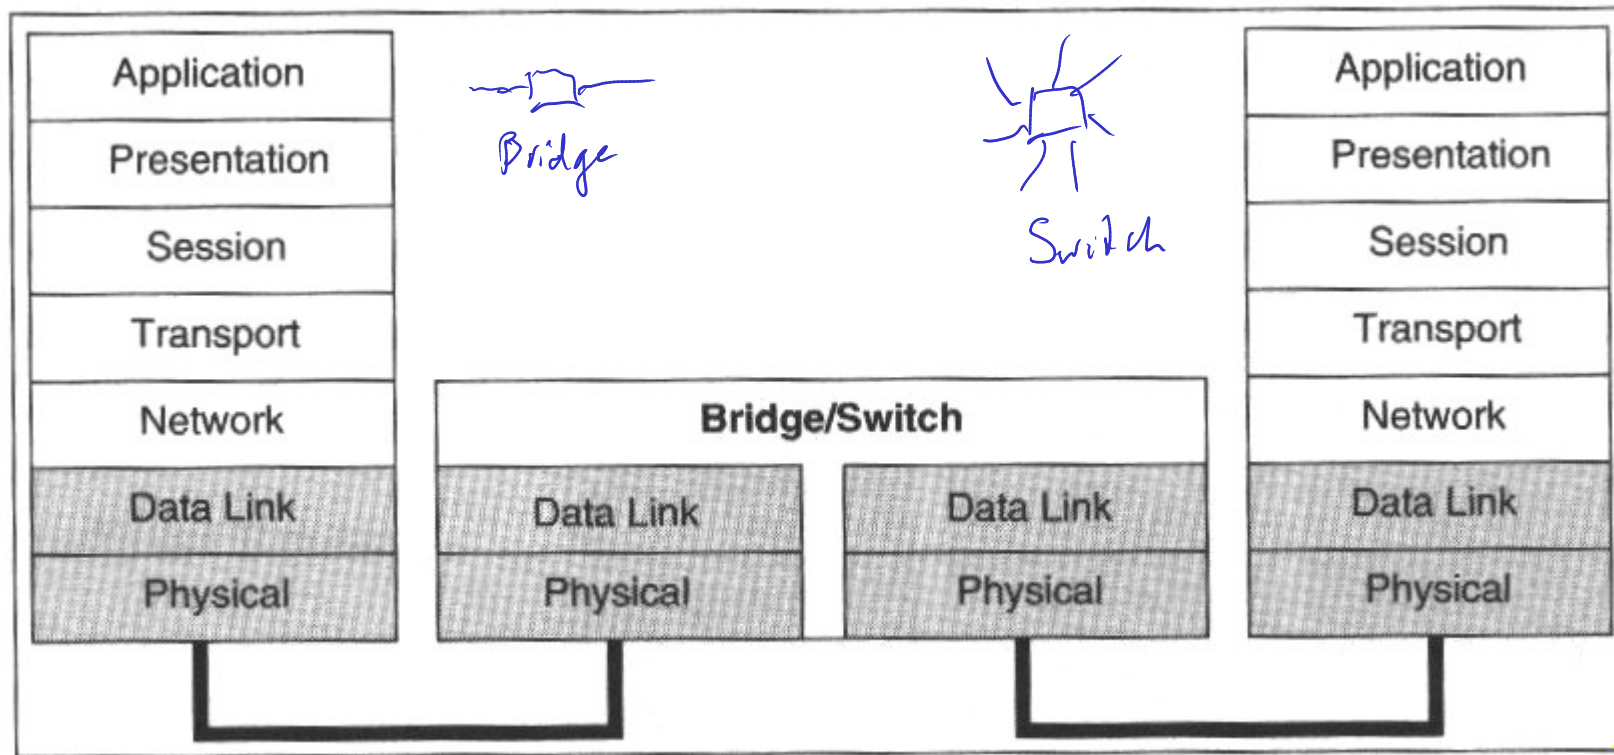 Application
Presentation
Session
Transport
Network
Data Link
Physical
Bridge
Switch
Bridge/Switch
Data Link
Data Link
Physical
Physical
Application
Presentation
Session
Transport
Network
Data Link
Physical